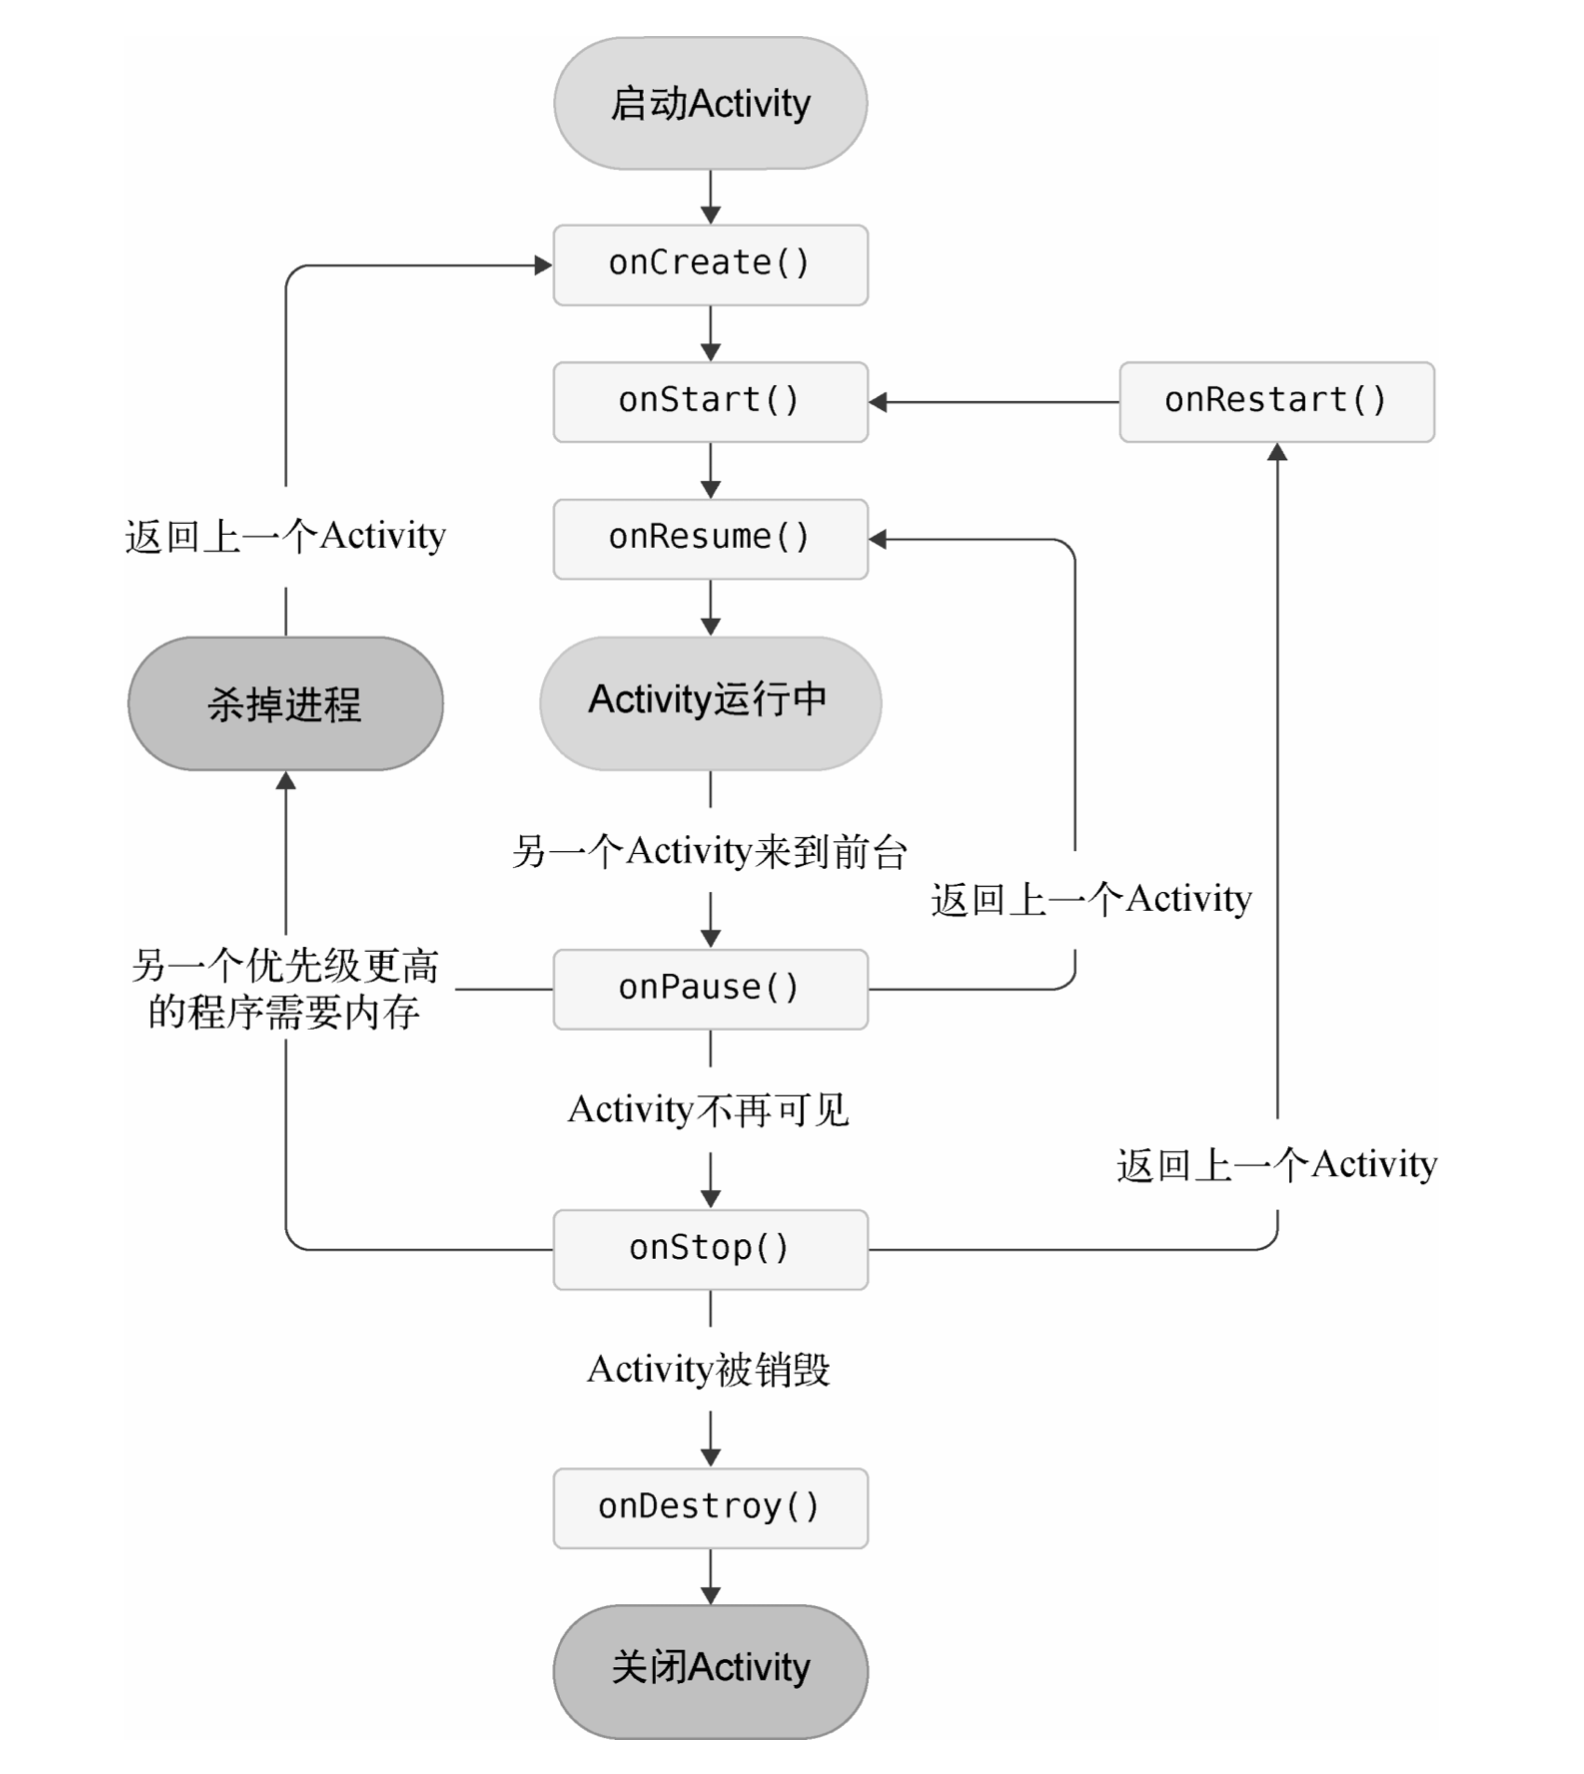 启动Activity
onCreate()
onStart()
onRestart()
返回上一个Activity
onResume()
杀掉进程
Activity运行中
另一个Activity来到前台
返回上一个Activity
另一个优先级更高
的程序需要内存
onPause()
Activity不再可见
返回上一个Activity
onStop()
Activity被销毁
onDestroy()
关闭Activity